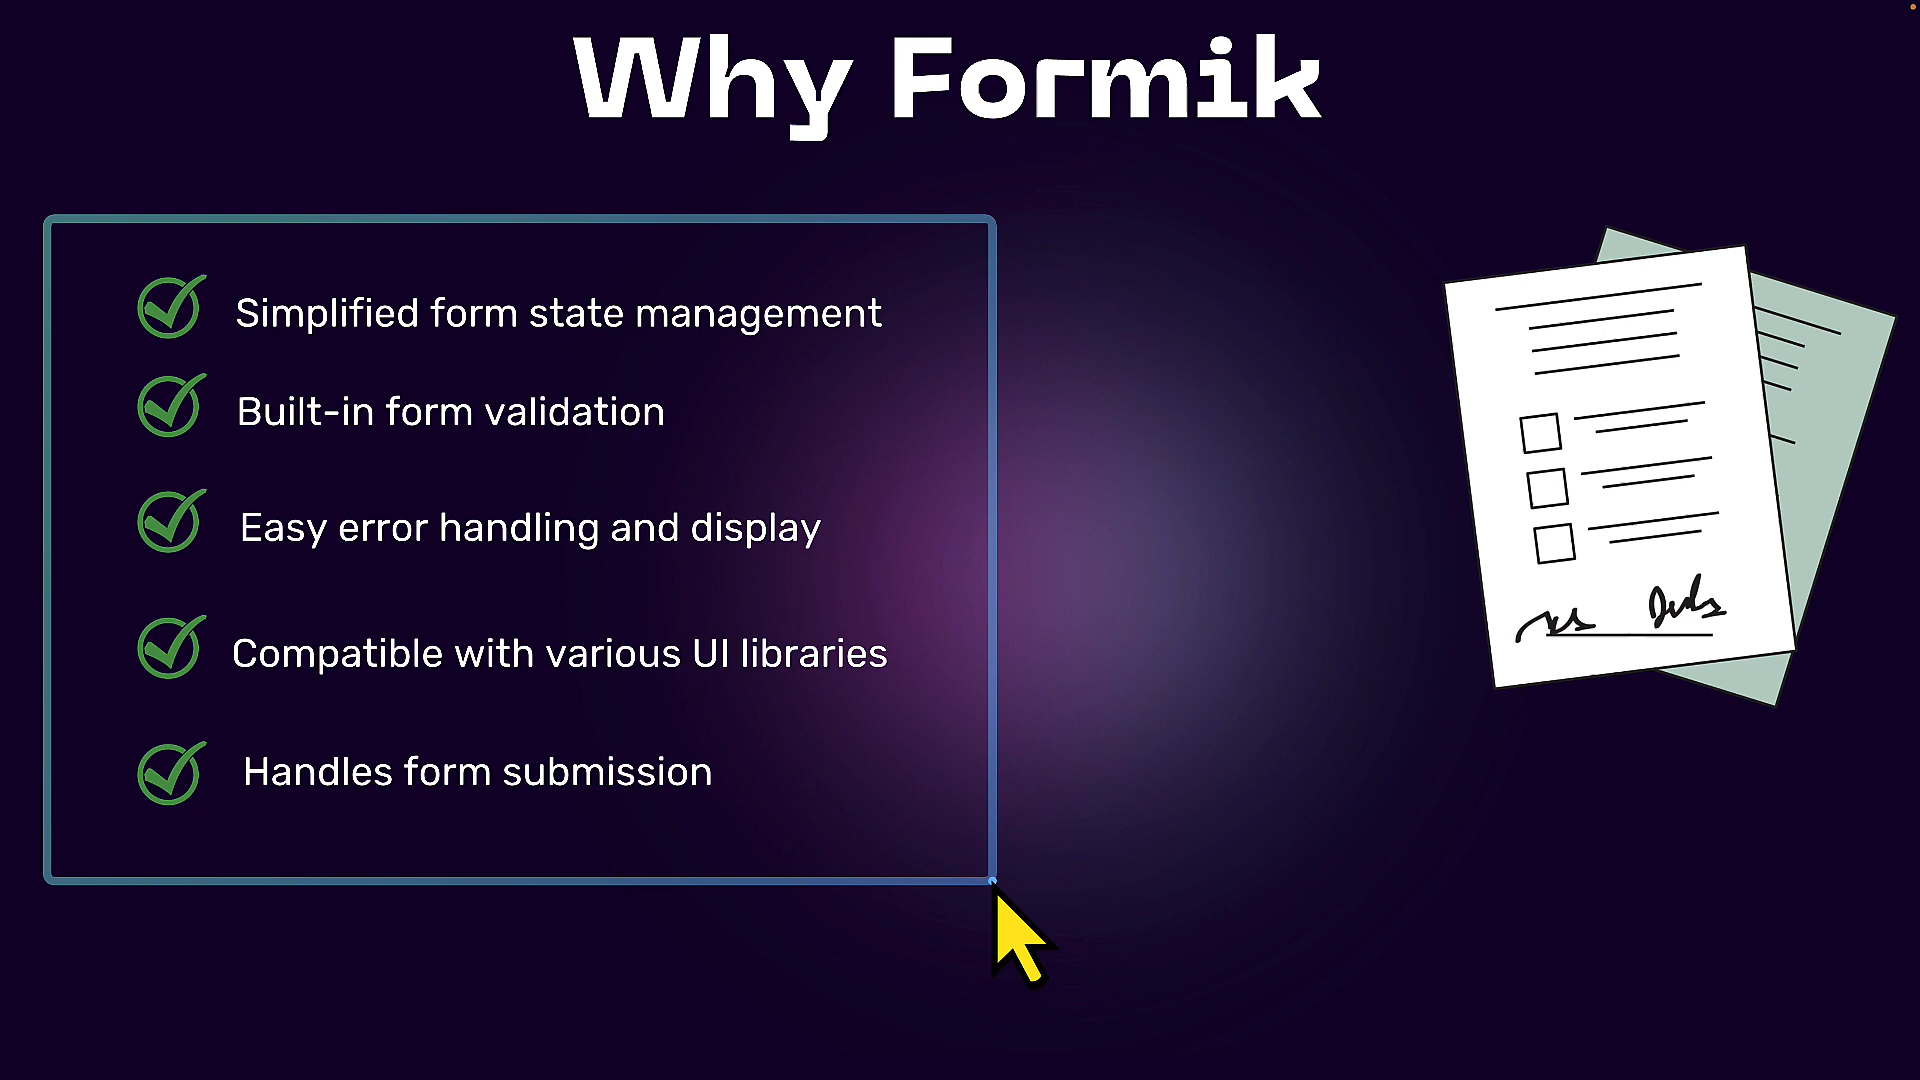 Why Formik
Simplified form state management
Built-in form validation
Easy error handling and display
Compatible with various UI libraries
Handles form submission